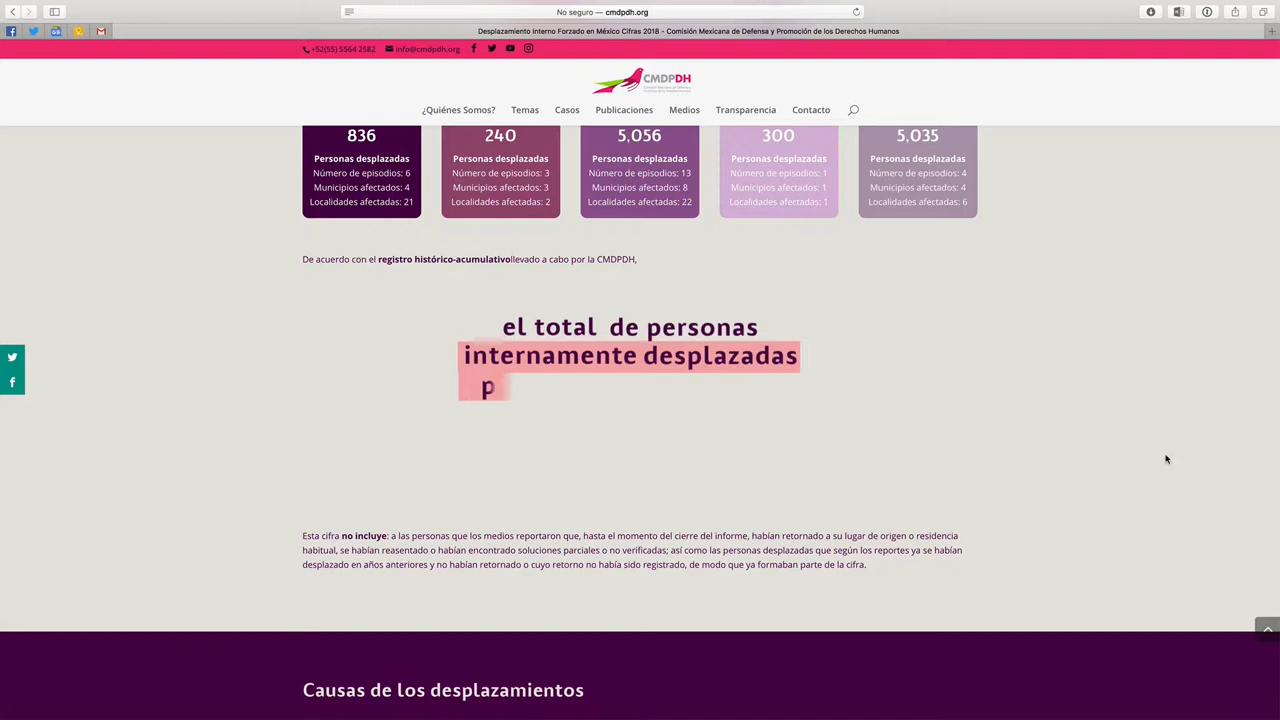 No seguro — cmdpdh.org
Desplazamiento Interno Forzado en México Cifras 2018 - Comisión Mexicana de Defensa y Promoción de los Derechos Humanos
+52(55) 5564 2582
info@cmdpdh.org
CMDPDH
¿Quiénes Somos?
Temas
Casos
Publicaciones
Medios
Transparencia
Contacto
836
Personas desplazadas
Número de episodios: 6
Municipios afectados: 4
Localidades afectadas: 21
240
Personas desplazadas
Número de episodios: 3
Municipios afectados: 3
Localidades afectadas: 2
5,056
Personas desplazadas
Número de episodios: 13
Municipios afectados: 8
Localidades afectadas: 22
300
Personas desplazadas
Número de episodios: 1
Municipios afectados: 1
Localidades afectadas: 1
5,035
Personas desplazadas
Número de episodios: 4
Municipios afectados: 4
Localidades afectadas: 6
De acuerdo con el registro histórico-acumulativollevado a cabo por la CMDPDH,
el total de personas
internamente desplazadas
p
Esta cifra no incluye: a las personas que los medios reportaron que, hasta el momento del cierre del informe, habían retornado a su lugar de origen o residencia
habitual, se habían reasentado o habían encontrado soluciones parciales o no verificadas; así como las personas desplazadas que según los reportes ya se habían
desplazado en años anteriores y no habían retornado o cuyo retorno no había sido registrado, de modo que ya formaban parte de la cifra.
Causas de los desplazamientos